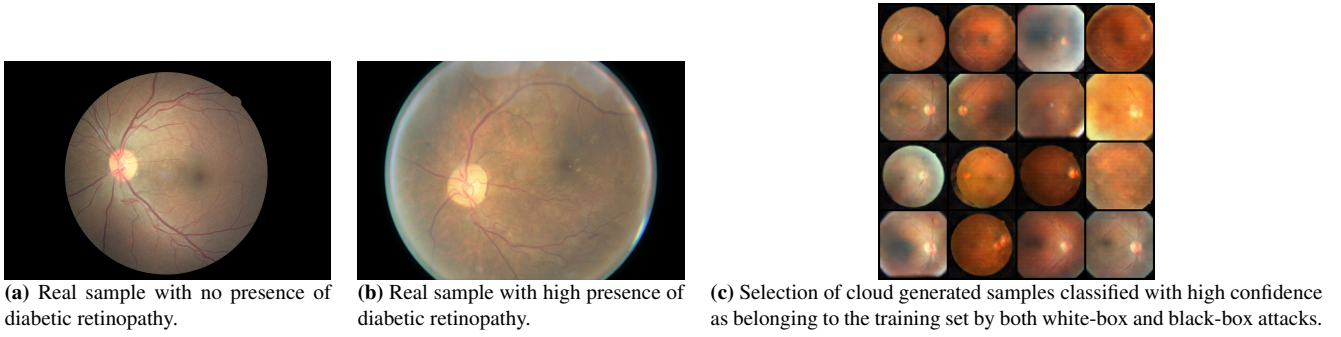 (a) Real sample with no presence of
diabetic retinopathy.
(b) Real sample with high presence of
diabetic retinopathy.
(c) Selection of cloud generated samples classified with high confidence
as belonging to the training set by both white-box and black-box attacks.